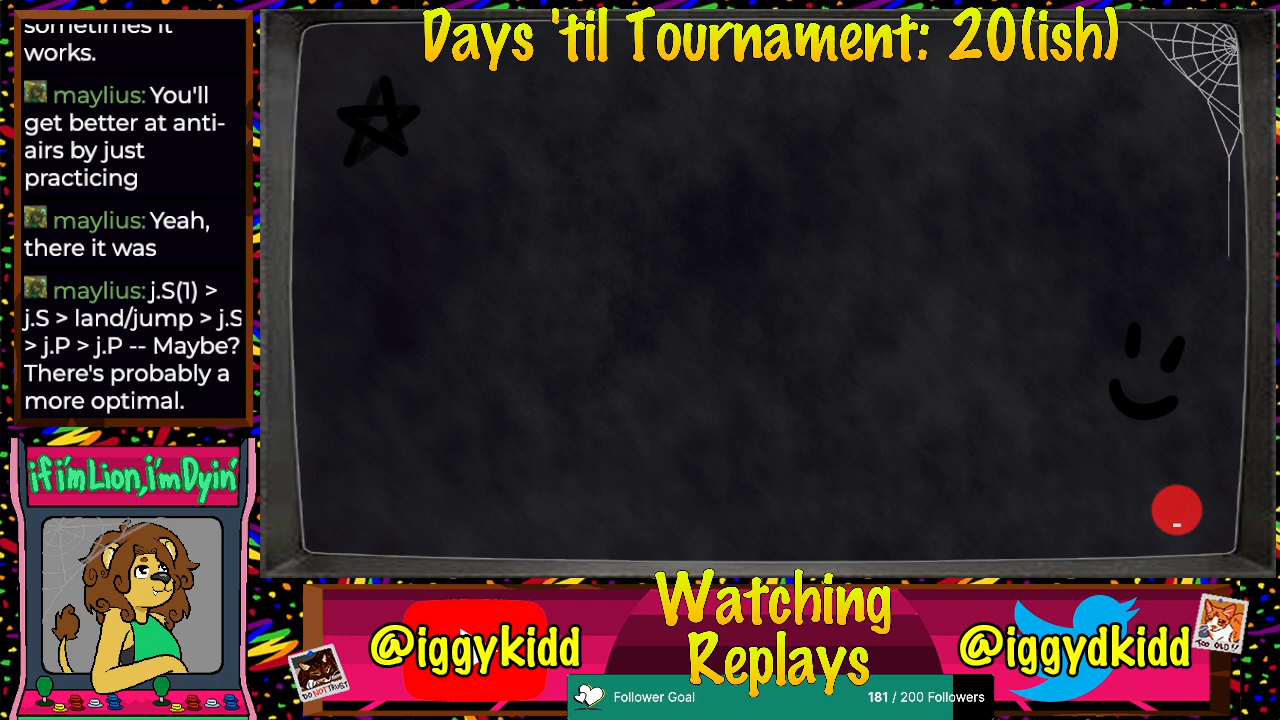 Days 'til Tournament: 20(ish)
sometimes it
works.
maylius: You'll
get better at anti-
airs by just
practicing
maylius: Yeah,
there it was
maylius: j.S(1) >
j.S > land/jump > j.S
> j.P > j.P -- Maybe?
There's probably a
more optimal.
if i'm Lion, i'm Dyin'
Watching
Replays
@iggykidd
@iggydkidd
DO NOT TRUST
TOO OLD!!
Follower Goal
181 / 200 Followers